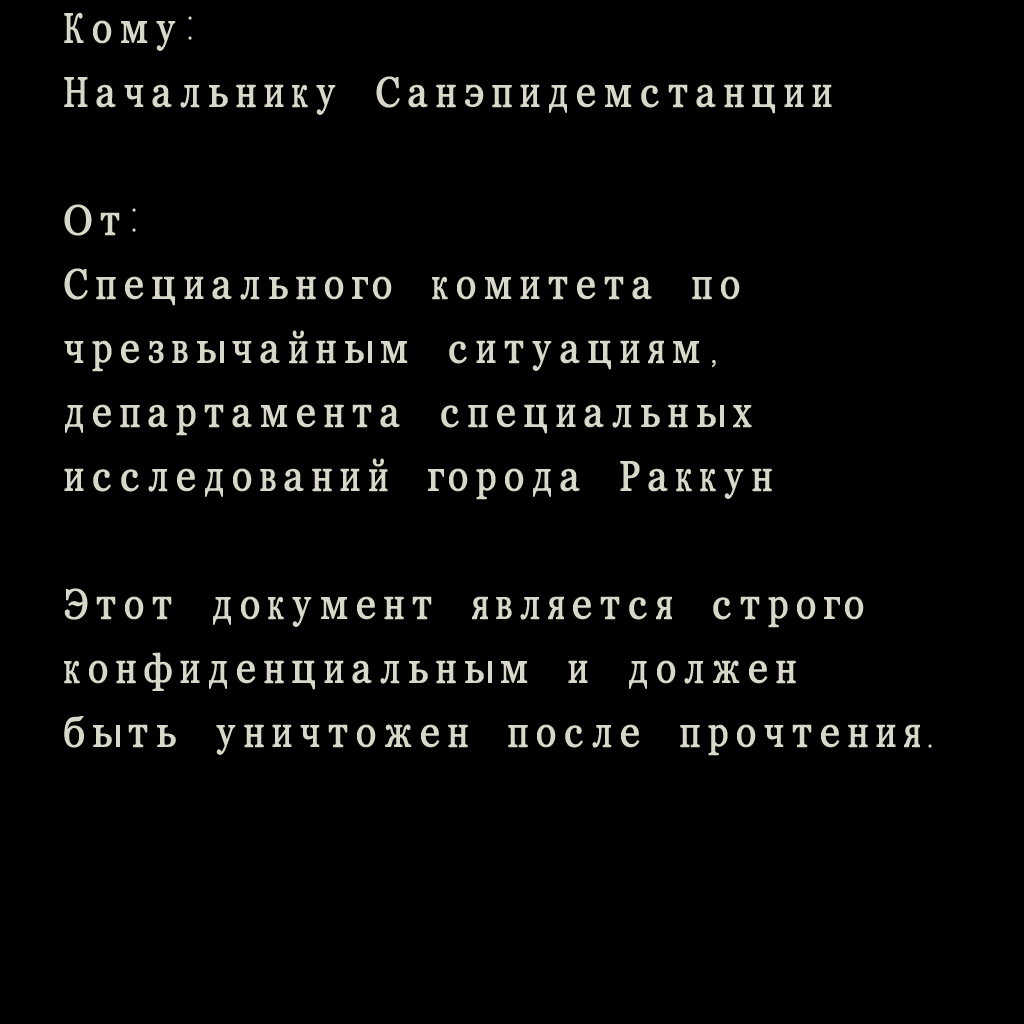 Кому:
Начальнику Санэпидемстанции
От:
Специального комитета по
чрезвычайным ситуациям,
департамента специальных
исследований города Раккун
Этот документ является строго
конфиденциальным и должен
быть уничтожен после прочтения.